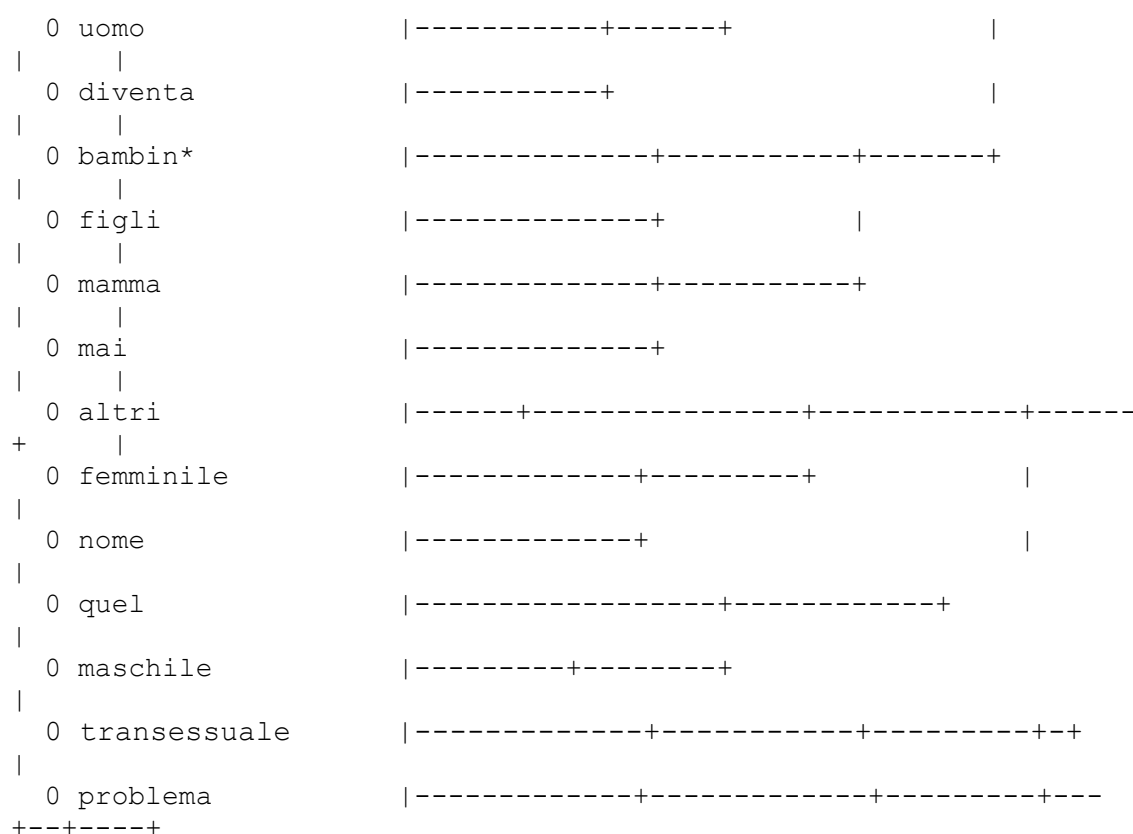 0 uomo |-----------+------+ |
| |
0 diventa |-----------+ |
| |
0 bambin* |--------------+-----------+-------+
| |
0 figli |--------------+ |
| |
0 mamma |--------------+-----------+
| |
0 mai |--------------+
| |
0 altri |------+----------------+------------+------
+ |
0 femminile |-------------+---------+ |
|
0 nome |-------------+ |
|
0 quel |------------------+------------+
|
0 maschile |---------+--------+
|
0 transessuale |-------------+-----------+---------+-+
|
0 problema |-------------+-------------+---------+---
+--+----+